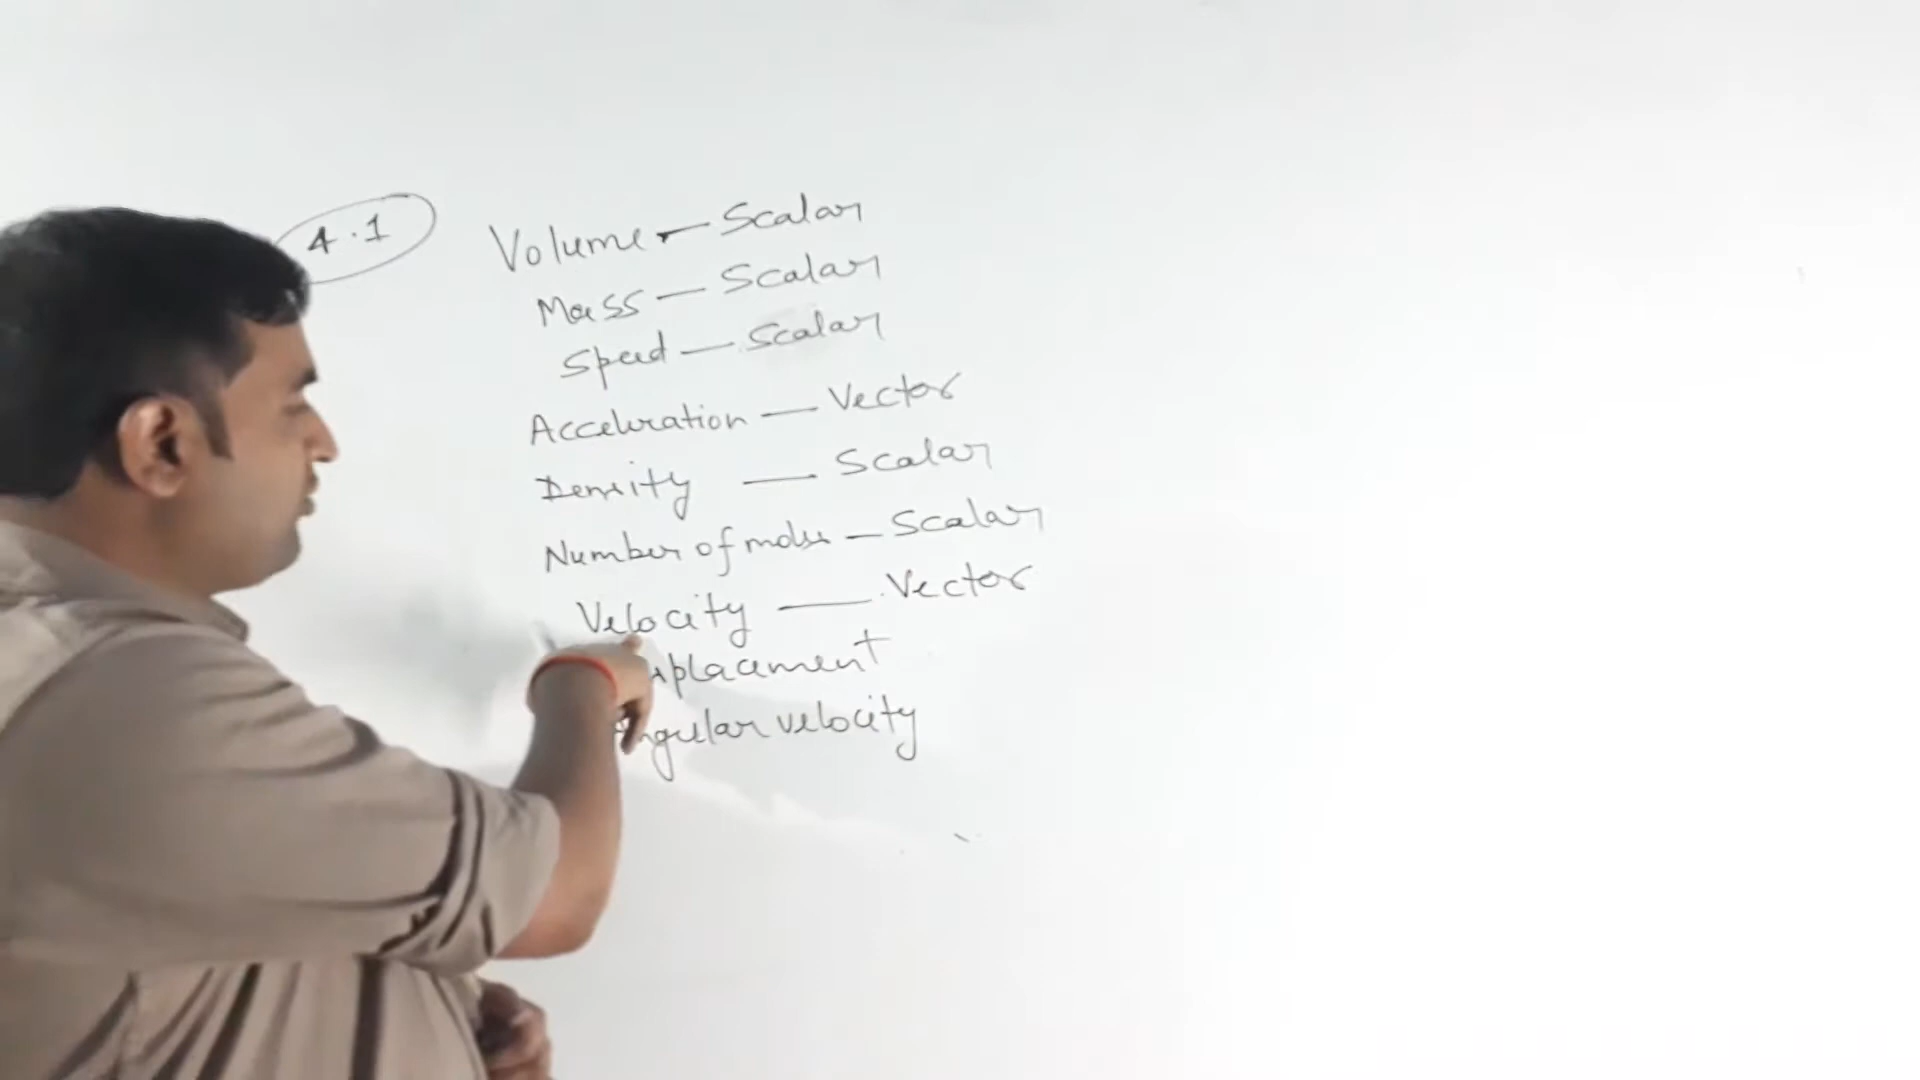 4.1
Volume - Scalar
Mass - Scalar
Speed - Scalar
Acceleration - Vector
Density - Scalar
Number of moles - Scalar
Velocity - Vector
placement
Angular velocity